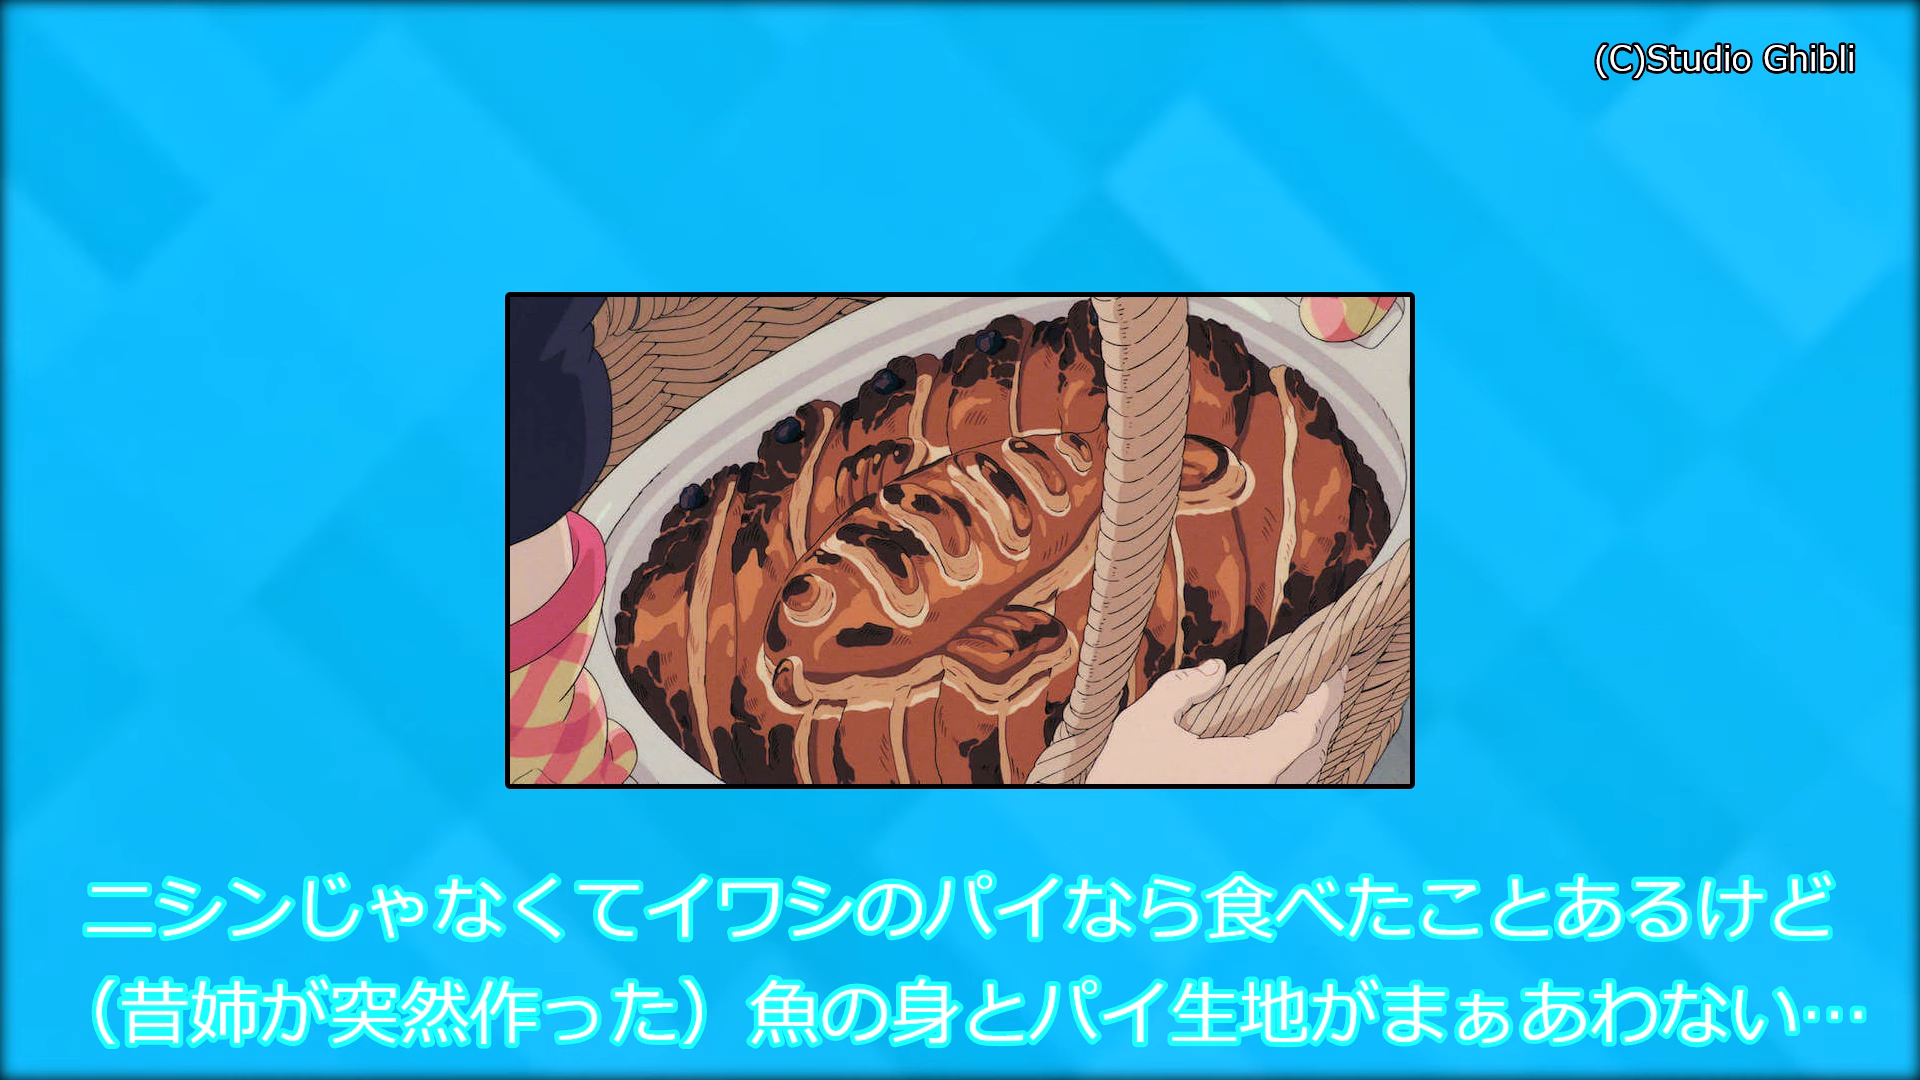 (C)Studio Ghibli
ニシンじゃなくてイワシのパイなら食べたことあるけど
（昔姉が突然作った）魚の身とパイ生地がまぁあわない…